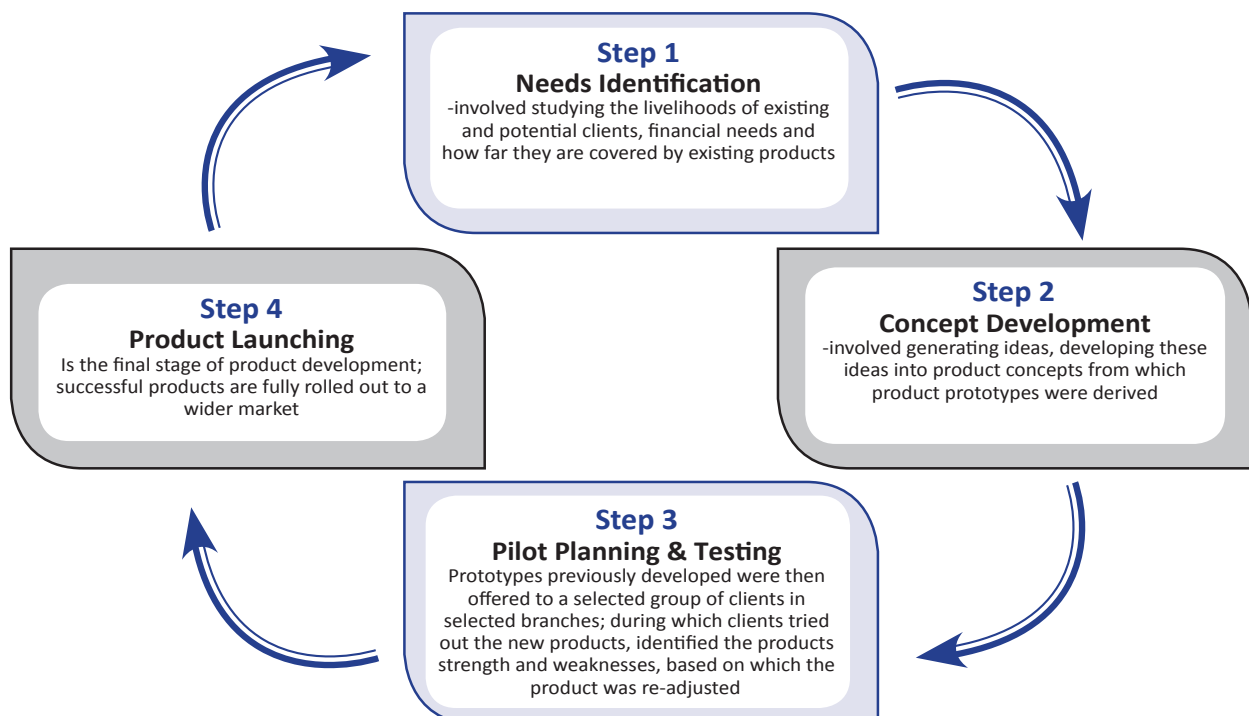 Step 1
Needs Identification
-involved studying the livelihoods of existing
and potential clients, financial needs and
how far they are covered by existing products
Step 2
Concept Development
-involved generating ideas, developing these
ideas into product concepts from which
product prototypes were derived
Step 3
Pilot Planning & Testing
Prototypes previously developed were then
offered to a selected group of clients in
selected branches; during which clients tried
out the new products, identified the products
strength and weaknesses, based on which the
product was re-adjusted
Step 4
Product Launching
Is the final stage of product development;
successful products are fully rolled out to a
wider market